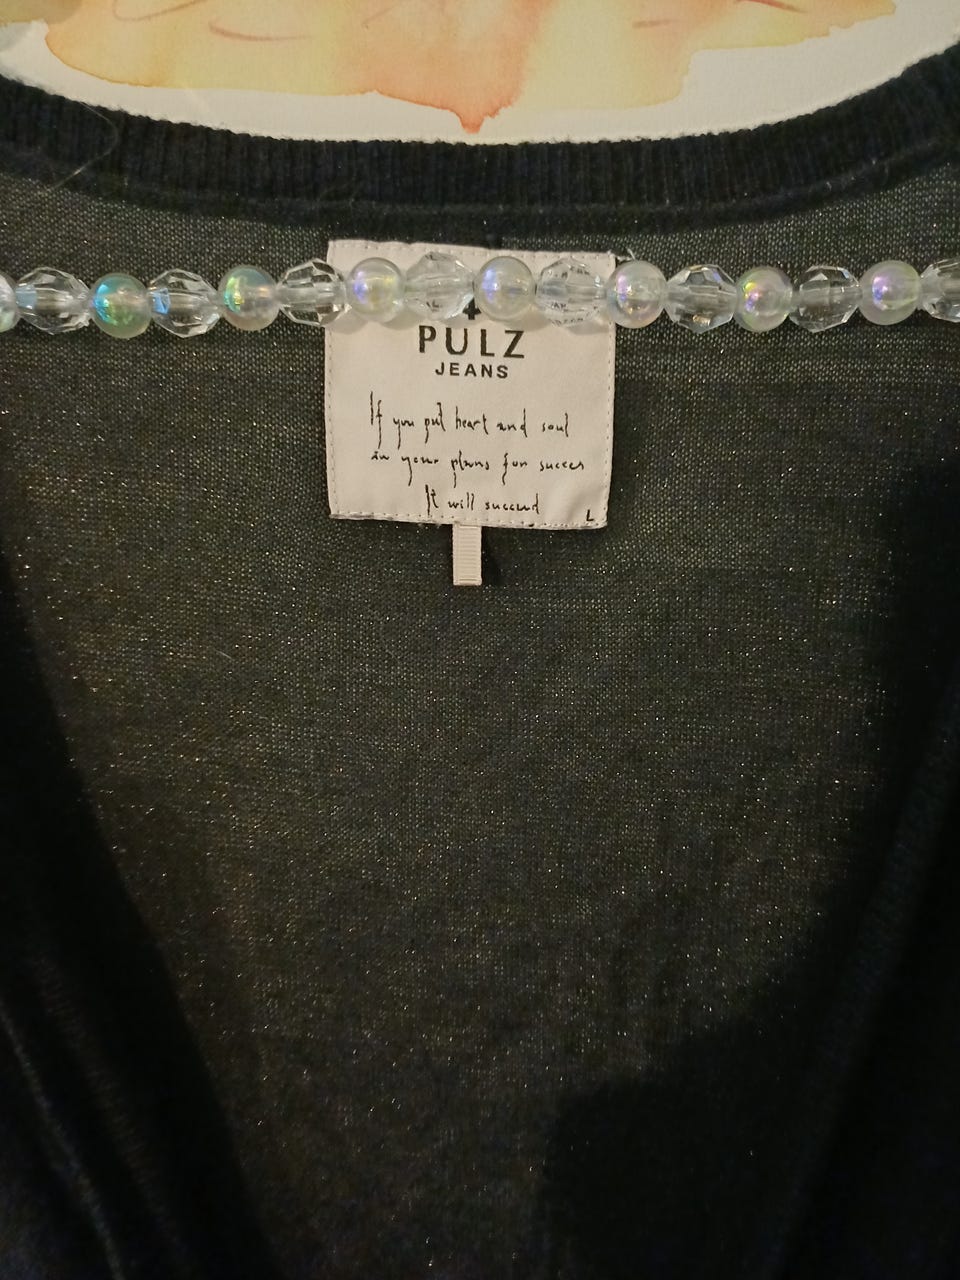 PULZ
JEANS
If you put heart and soul
in your plans for succes
It will succeed
L